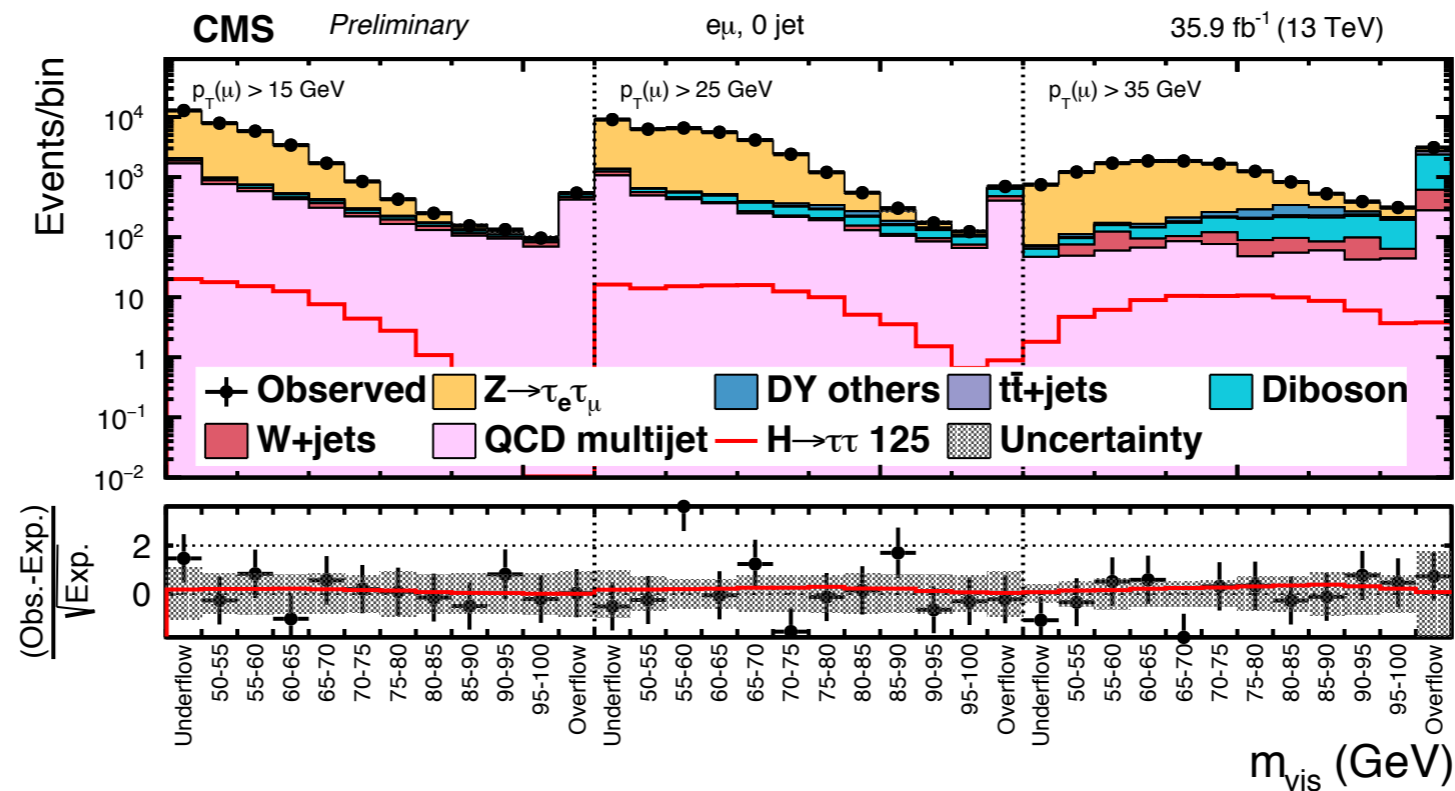 CMS Preliminary eμ, 0 jet 35.9 fb⁻¹ (13 TeV)
Events/bin
p_T(μ) > 15 GeV p_T(μ) > 25 GeV p_T(μ) > 35 GeV
10⁴
10³
10²
10
1
10⁻¹
10⁻²
Observed Z→τₑτ_μ DY others tt̄+jets Diboson
W+jets QCD multijet H→ττ 125 Uncertainty
(Obs.-Exp.)
√Exp.
2
0
Underflow 50-55 55-60 60-65 65-70 70-75 75-80 80-85 85-90 90-95 95-100 Overflow Underflow 50-55 55-60 60-65 65-70 70-75 75-80 80-85 85-90 90-95 95-100 Overflow Underflow 50-55 55-60 60-65 65-70 70-75 75-80 80-85 85-90 90-95 95-100 Overflow
m_vis (GeV)